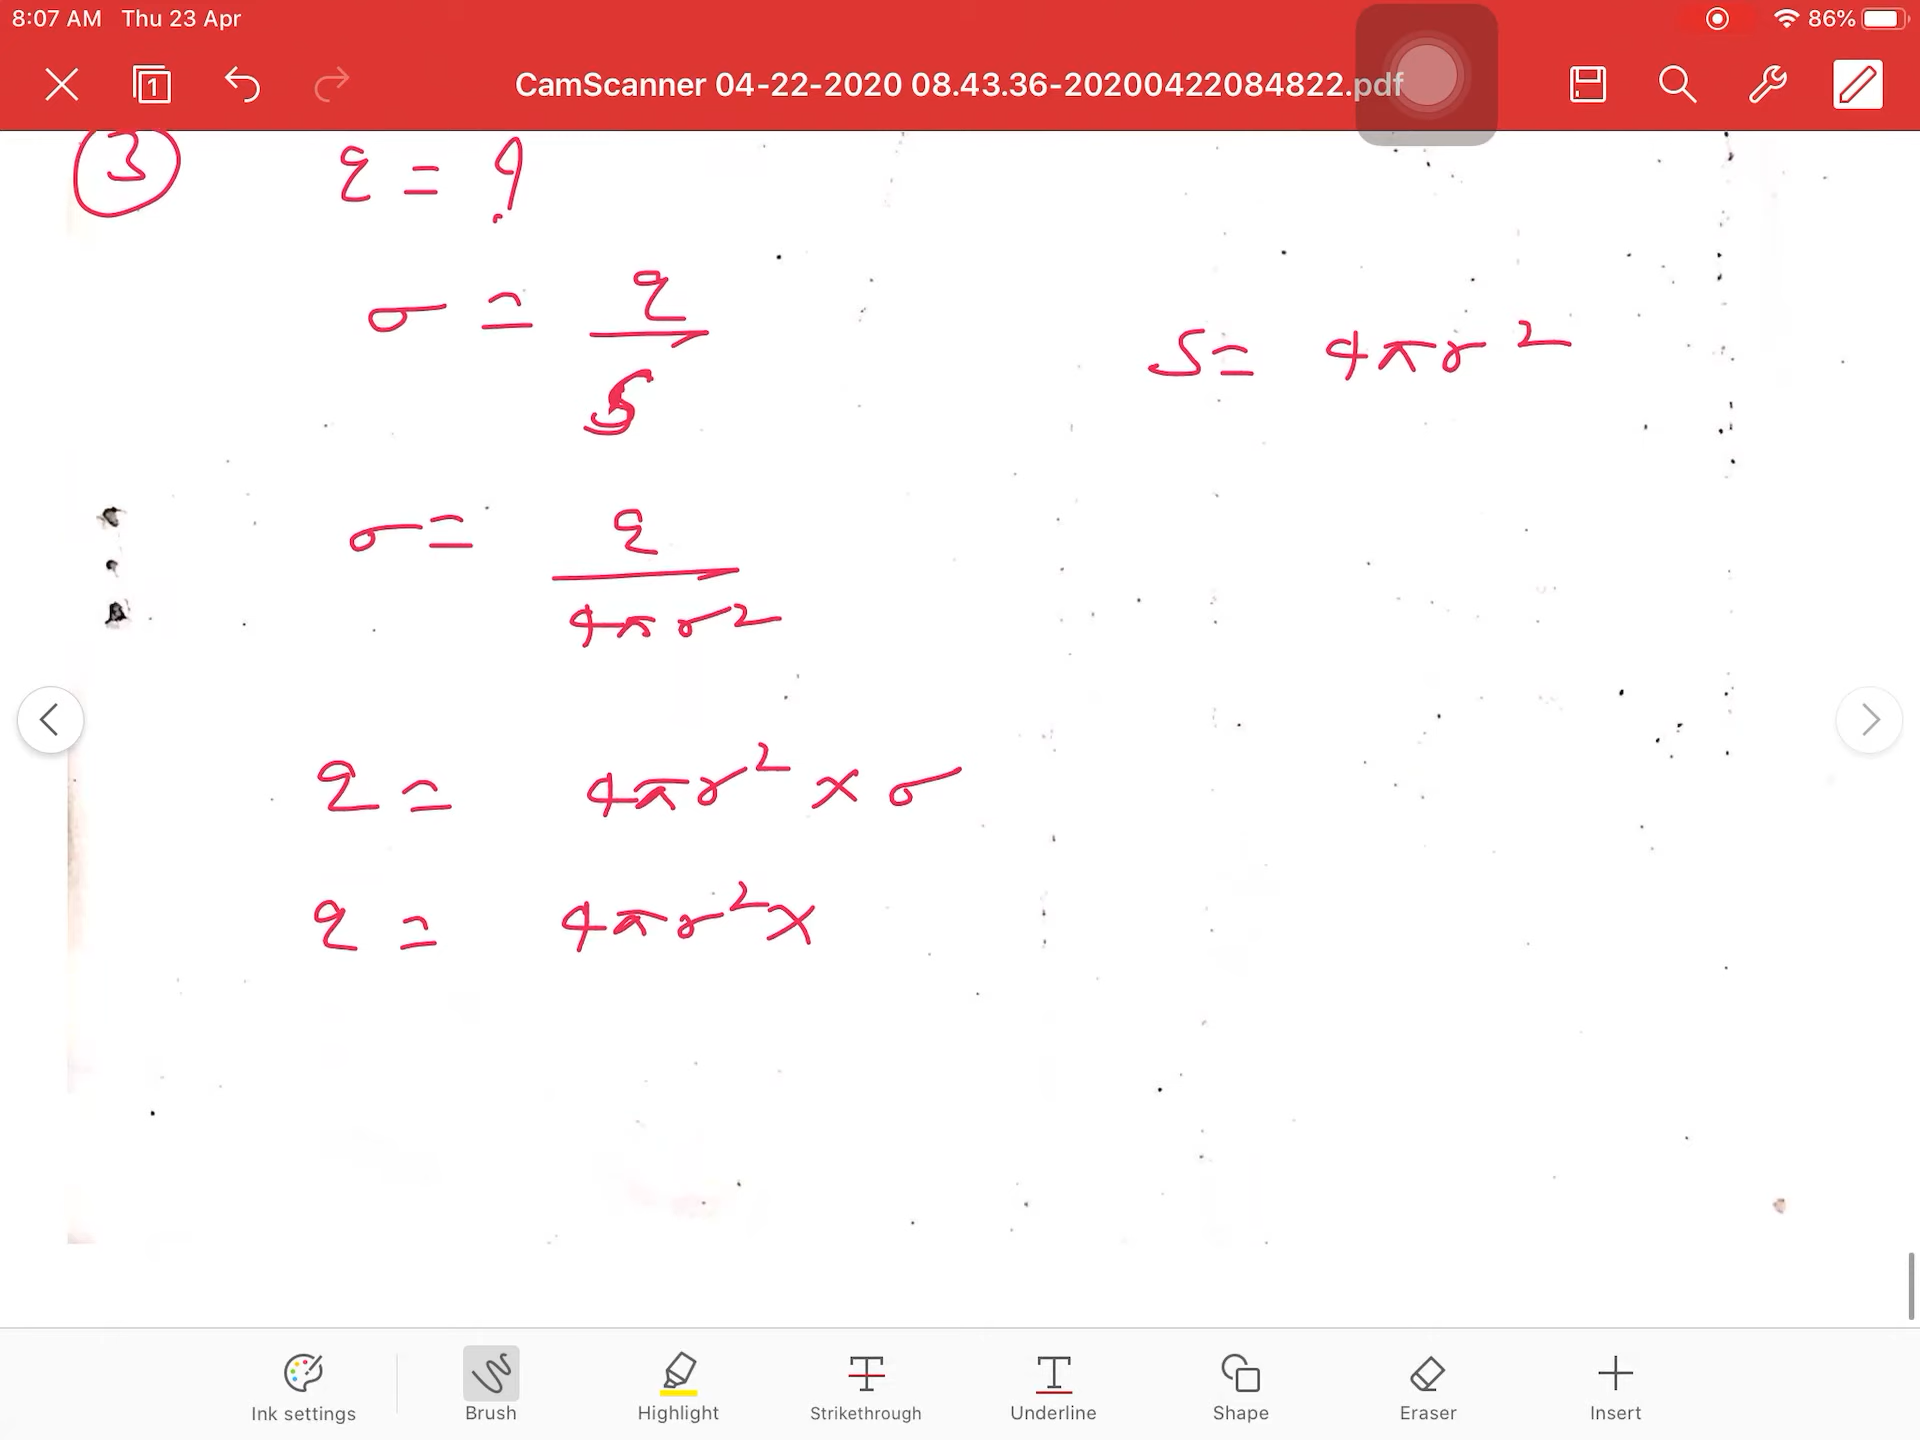 8:07 AM Thu 23 Apr 86%
1 CamScanner 04-22-2020 08.43.36-20200422084822.pdf
3 q = ?
σ = q/S
S = 4πr²
σ = q/4πr²
q = 4πr² × σ
q = 4πr² ×
Ink settings Brush Highlight Strikethrough Underline Shape Eraser Insert